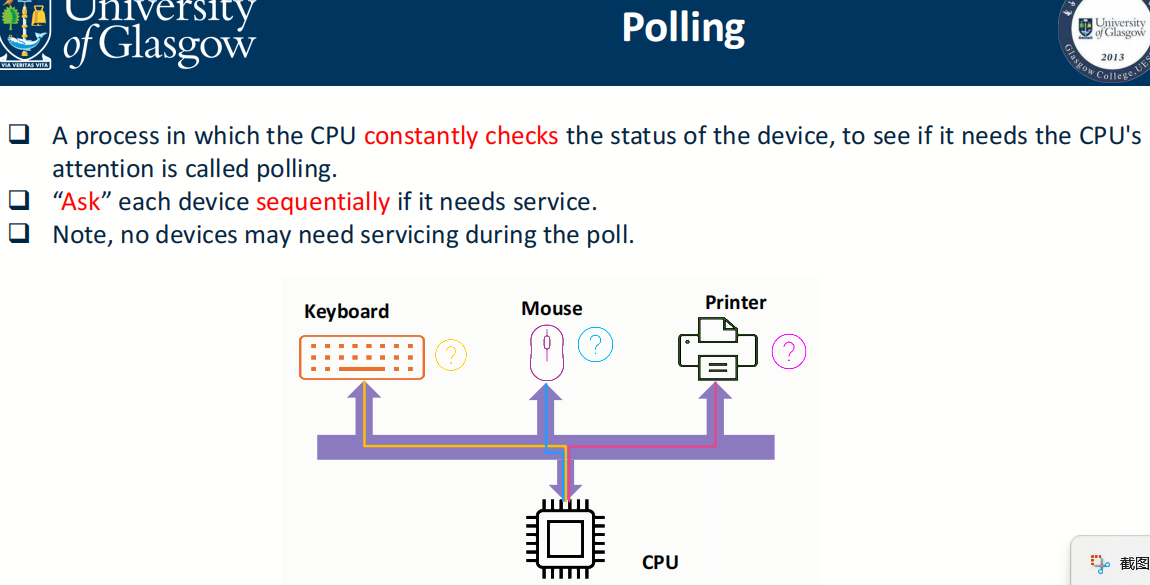 University
of Glasgow
VIA VERITAS VITA
Polling
University
of Glasgow
2013
Glasgow College, UES
A process in which the CPU constantly checks the status of the device, to see if it needs the CPU's
attention is called polling.
“Ask” each device sequentially if it needs service.
Note, no devices may need servicing during the poll.
Keyboard
Mouse
Printer
?
?
?
CPU
截图